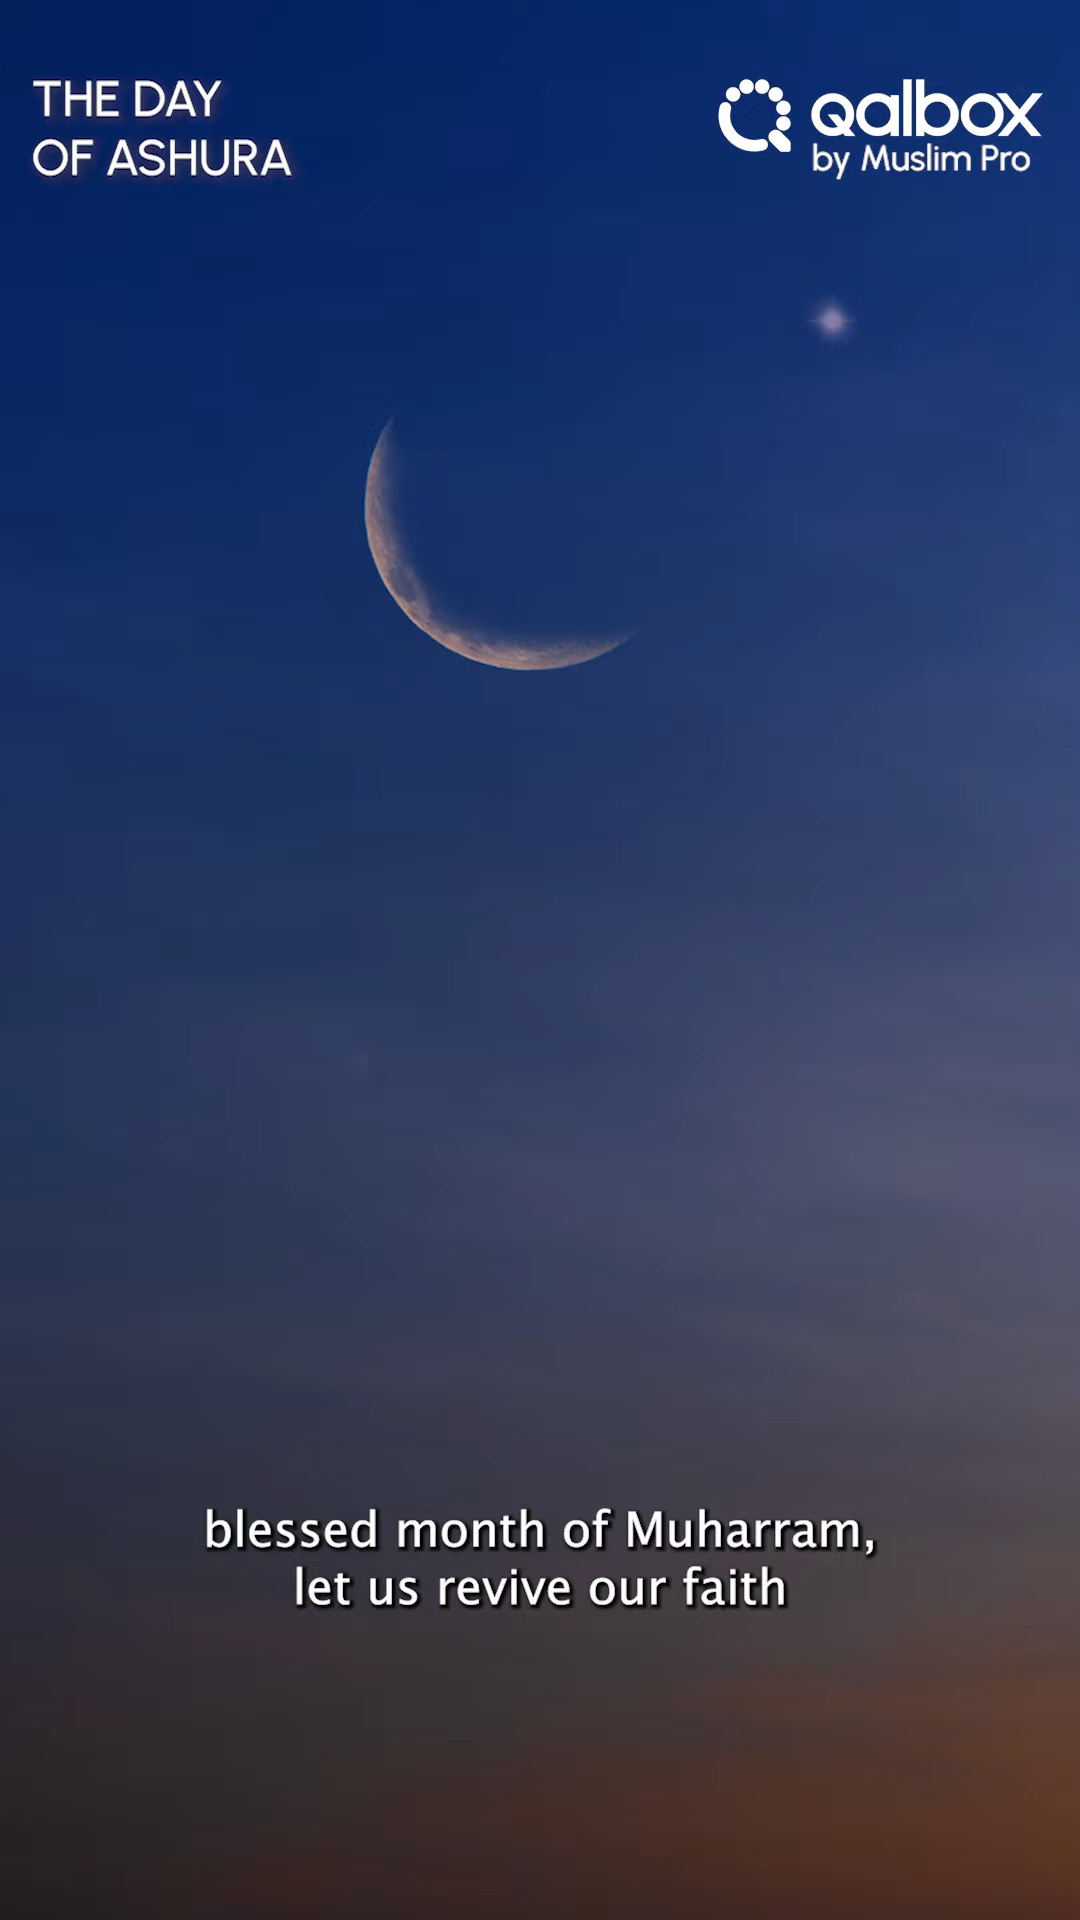 THE DAY
OF ASHURA
Qalbox
by Muslim Pro
blessed month of Muharram,
let us revive our faith